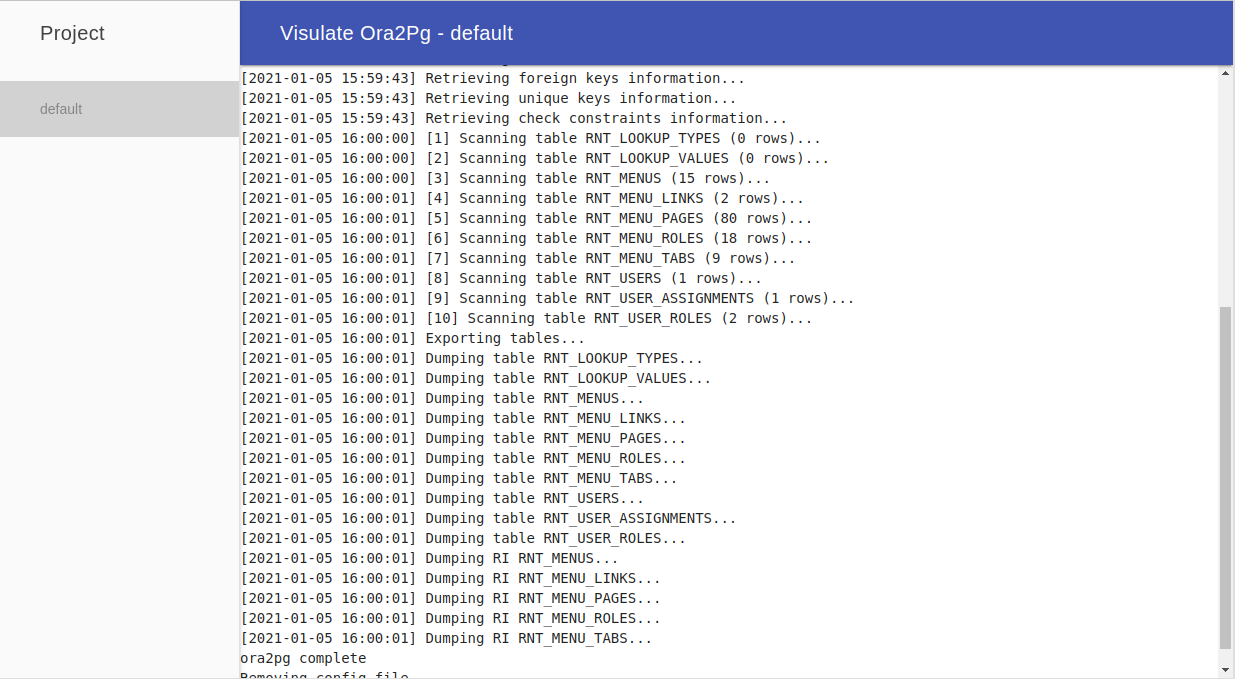 Project
Visulate Ora2Pg - default
default
[2021-01-05 15:59:43] Retrieving foreign keys information...
[2021-01-05 15:59:43] Retrieving unique keys information...
[2021-01-05 15:59:43] Retrieving check constraints information...
[2021-01-05 16:00:00] [1] Scanning table RNT_LOOKUP_TYPES (0 rows)...
[2021-01-05 16:00:00] [2] Scanning table RNT_LOOKUP_VALUES (0 rows)...
[2021-01-05 16:00:00] [3] Scanning table RNT_MENUS (15 rows)...
[2021-01-05 16:00:01] [4] Scanning table RNT_MENU_LINKS (2 rows)...
[2021-01-05 16:00:01] [5] Scanning table RNT_MENU_PAGES (80 rows)...
[2021-01-05 16:00:01] [6] Scanning table RNT_MENU_ROLES (18 rows)...
[2021-01-05 16:00:01] [7] Scanning table RNT_MENU_TABS (9 rows)...
[2021-01-05 16:00:01] [8] Scanning table RNT_USERS (1 rows)...
[2021-01-05 16:00:01] [9] Scanning table RNT_USER_ASSIGNMENTS (1 rows)...
[2021-01-05 16:00:01] [10] Scanning table RNT_USER_ROLES (2 rows)...
[2021-01-05 16:00:01] Exporting tables...
[2021-01-05 16:00:01] Dumping table RNT_LOOKUP_TYPES...
[2021-01-05 16:00:01] Dumping table RNT_LOOKUP_VALUES...
[2021-01-05 16:00:01] Dumping table RNT_MENUS...
[2021-01-05 16:00:01] Dumping table RNT_MENU_LINKS...
[2021-01-05 16:00:01] Dumping table RNT_MENU_PAGES...
[2021-01-05 16:00:01] Dumping table RNT_MENU_ROLES...
[2021-01-05 16:00:01] Dumping table RNT_MENU_TABS...
[2021-01-05 16:00:01] Dumping table RNT_USERS...
[2021-01-05 16:00:01] Dumping table RNT_USER_ASSIGNMENTS...
[2021-01-05 16:00:01] Dumping table RNT_USER_ROLES...
[2021-01-05 16:00:01] Dumping RI RNT_MENUS...
[2021-01-05 16:00:01] Dumping RI RNT_MENU_LINKS...
[2021-01-05 16:00:01] Dumping RI RNT_MENU_PAGES...
[2021-01-05 16:00:01] Dumping RI RNT_MENU_ROLES...
[2021-01-05 16:00:01] Dumping RI RNT_MENU_TABS...
ora2pg complete
Removing config file